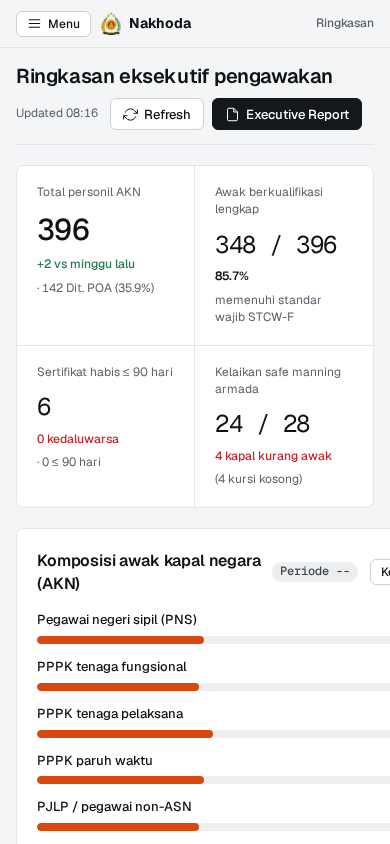 Menu
Nakhoda
Ringkasan
Ringkasan eksekutif pengawakan
Updated 08:16
Refresh
Executive Report
Total personil AKN
396
+2 vs minggu lalu
· 142 Dit. POA (35.9%)
Awak berkualifikasi
lengkap
348 / 396
85.7%
memenuhi standar
wajib STCW-F
Sertifikat habis ≤ 90 hari
6
0 kedaluwarsa
· 0 ≤ 90 hari
Kelaikan safe manning
armada
24 / 28
4 kapal kurang awak
(4 kursi kosong)
Komposisi awak kapal negara
(AKN)
Periode --
Pegawai negeri sipil (PNS)
PPPK tenaga fungsional
PPPK tenaga pelaksana
PPPK paruh waktu
PJLP / pegawai non-ASN